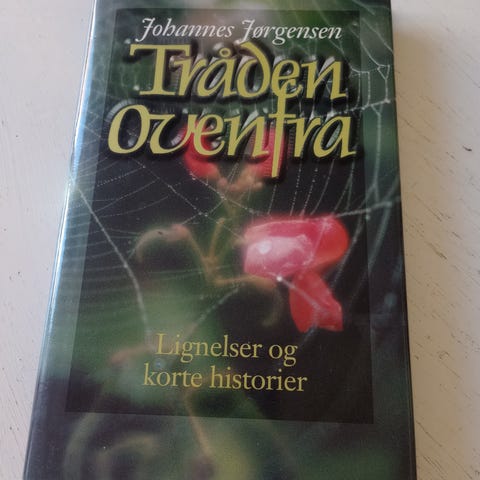 Johannes Jørgensen
Tråden
ovenfra
Lignelser og
korte historier